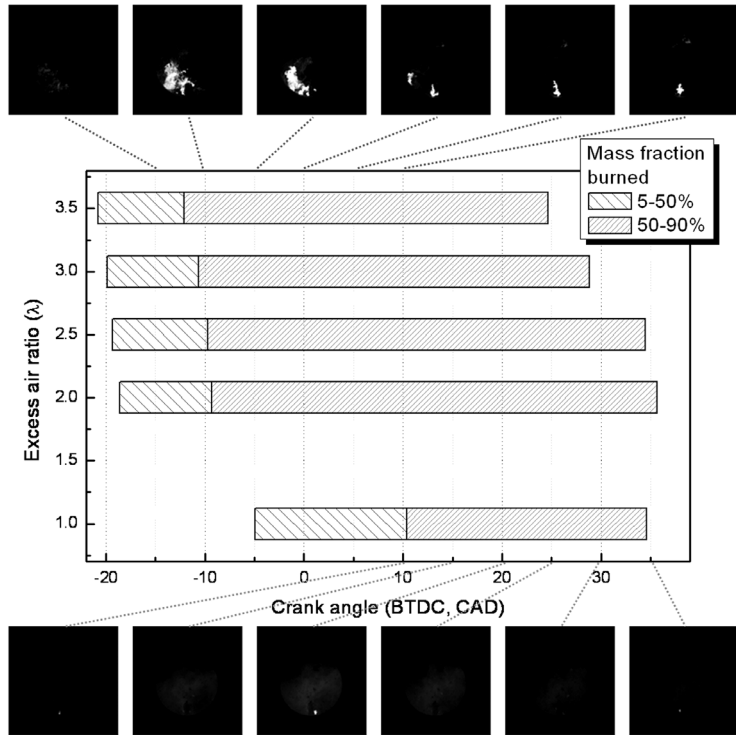 Mass fraction
burned
5-50%
50-90%
3.5
3.0
2.5
2.0
1.5
1.0
Excess air ratio (λ)
-20 -10 0 10 20 30
Crank angle (BTDC, CAD)